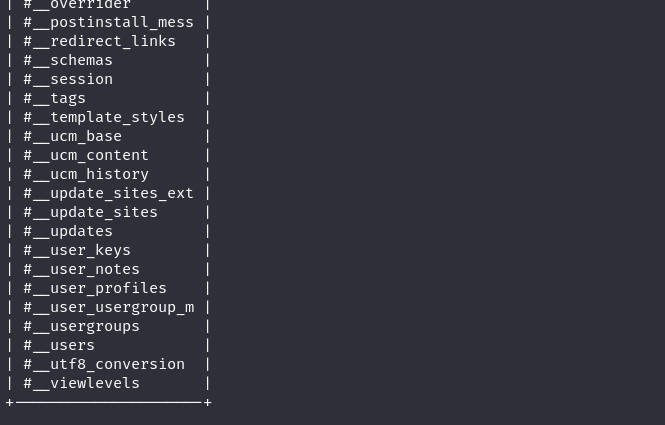 | #__overrider |
| #__postinstall_mess |
| #__redirect_links |
| #__schemas |
| #__session |
| #__tags |
| #__template_styles |
| #__ucm_base |
| #__ucm_content |
| #__ucm_history |
| #__update_sites_ext |
| #__update_sites |
| #__updates |
| #__user_keys |
| #__user_notes |
| #__user_profiles |
| #__user_usergroup_m |
| #__usergroups |
| #__users |
| #__utf8_conversion |
| #__viewlevels |
+---------------------+